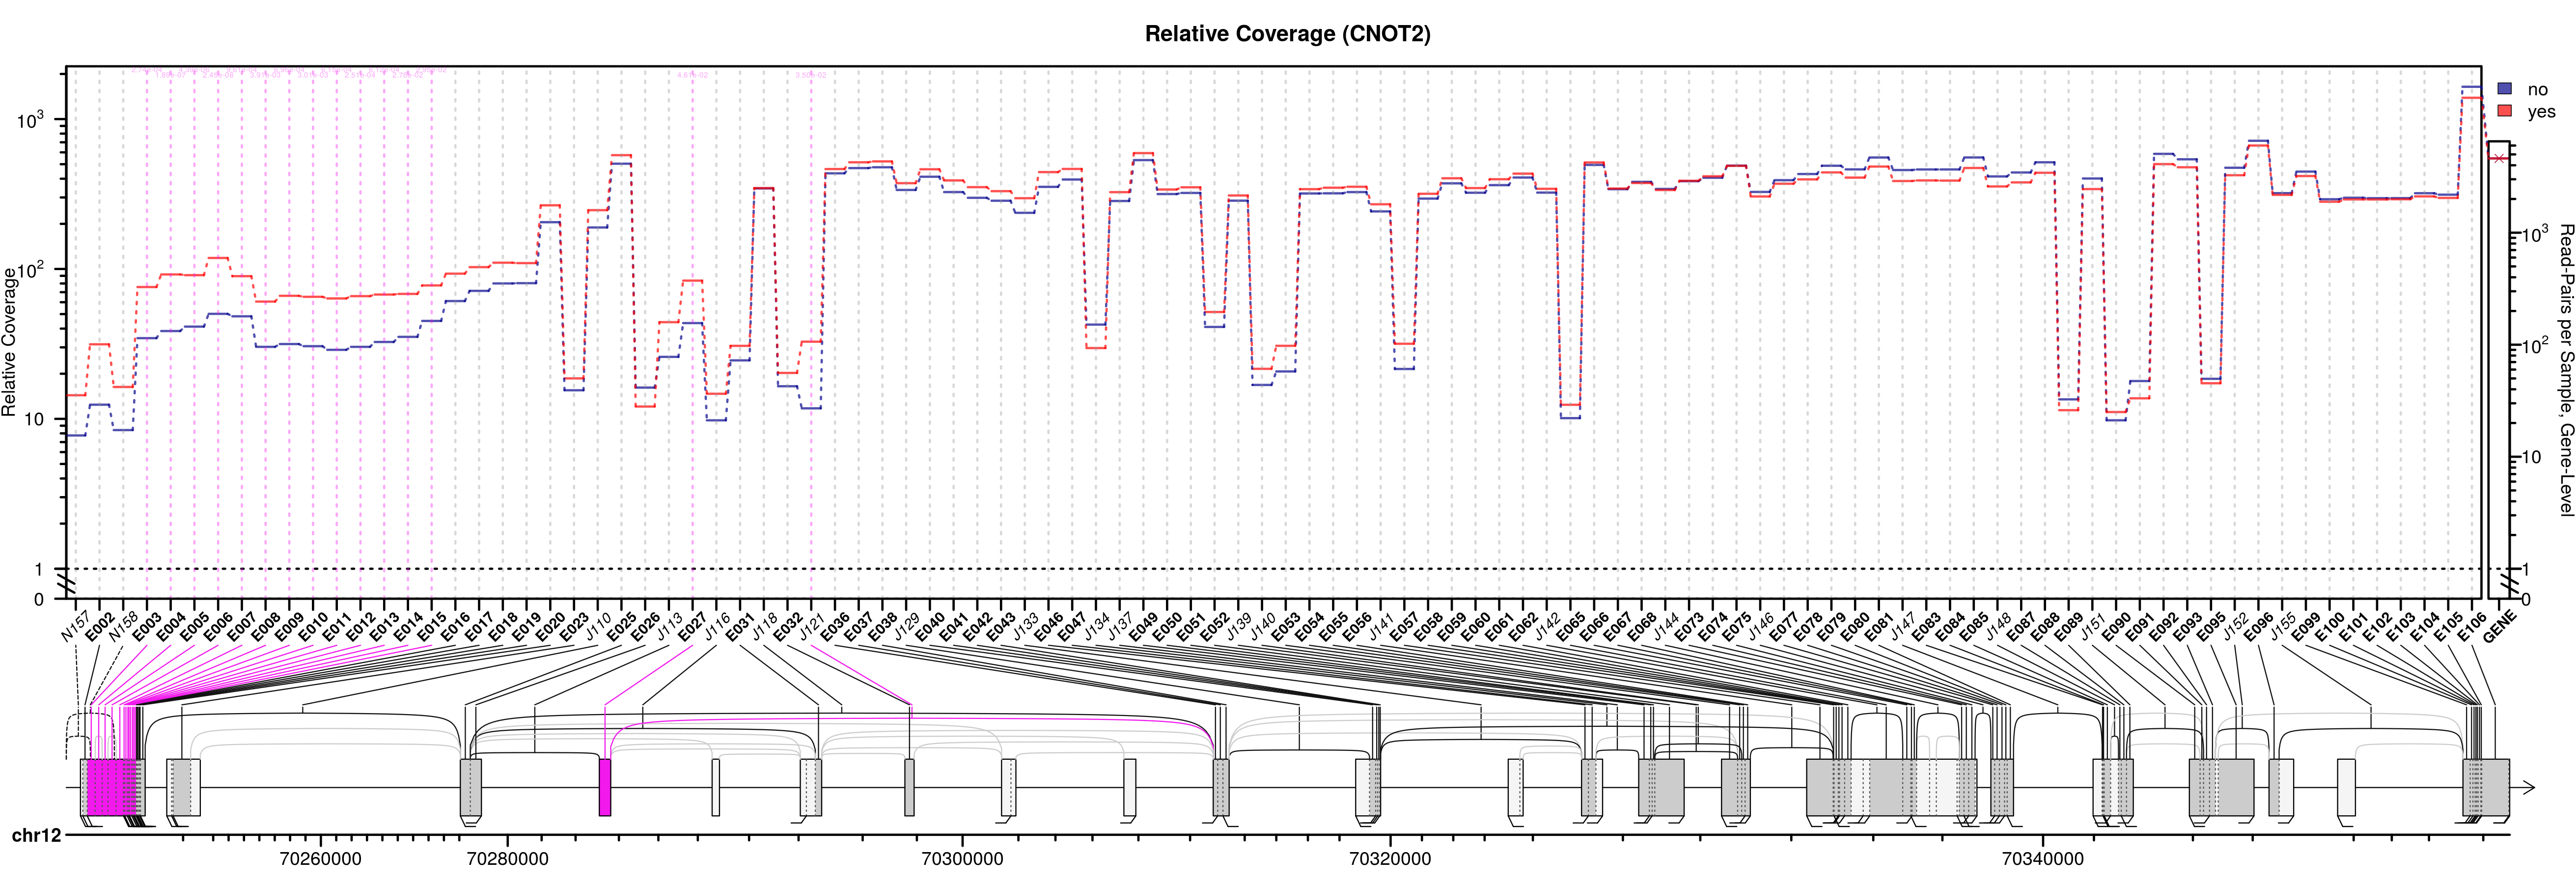 Relative Coverage (CNOT2)
4.61e-02 3.80e-02
no
yes
10³
10²
10
1
0
Relative Coverage
10³
10²
10
1
0
Read-Pairs per Sample, Gene-Level
N157 E002 N158 E003 E004 E005 E006 E007 E008 E009 E010 E011 E012 E013 E014 E015 E016 E017 E018 E019 E020 E023 J110 E025 E026 J113 E027 J116 E031 J118 E032 J121 E036 E037 E038 J129 E040 E041 E042 E043 J133 E046 E047 J134 J137 E049 E050 E051 E052 J139 J140 E053 E054 E055 E056 J141 E057 E058 E059 E060 E061 E062 J142 E065 E066 E067 E068 J144 E073 E074 E075 J146 E077 E078 E079 E080 E081 J147 E083 E084 E085 J148 E087 E088 E089 J151 E090 E091 E092 E093 E095 J152 E096 J155 E099 E100 E101 E102 E103 E104 E105 E106 GENE
chr12
70260000 70280000 70300000 70320000 70340000